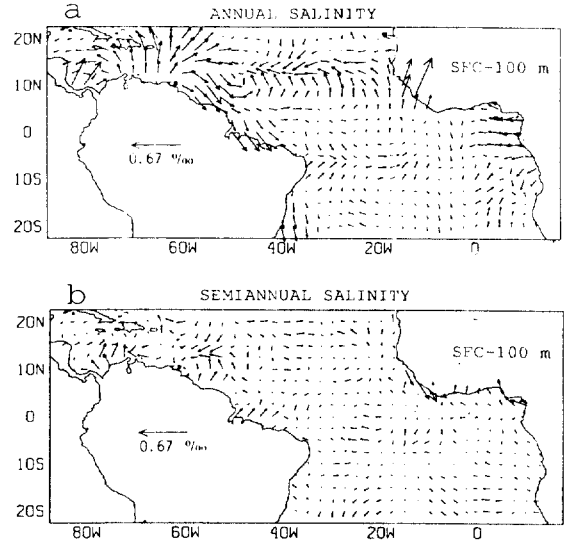 a
ANNUAL SALINITY
20N
10N
0
10S
20S
SFC-100 m
0.67 ‰
80W 60W 40W 20W 0
b
SEMIANNUAL SALINITY
20N
10N
0
10S
20S
SFC-100 m
0.67 ‰
80W 60W 40W 20W 0